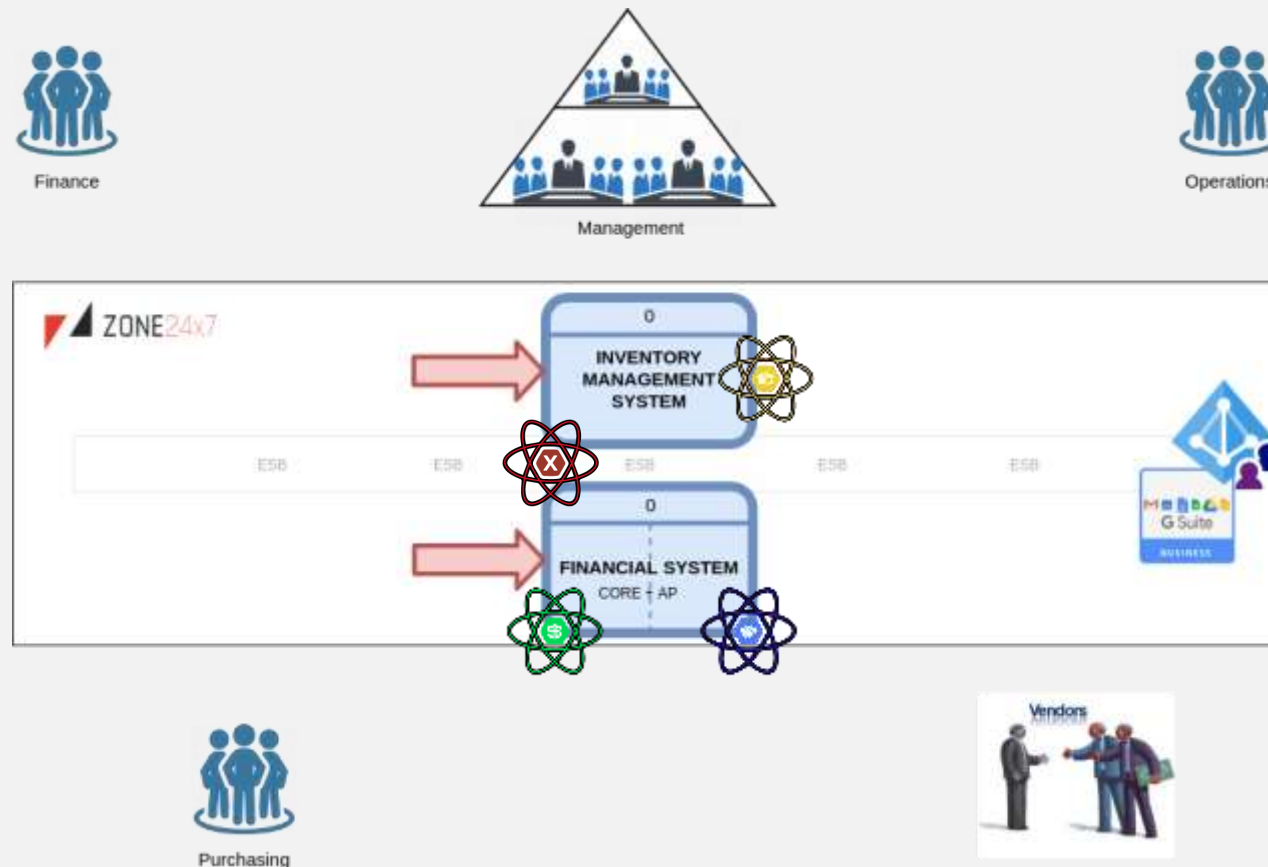 Finance
Operations
Management
ZONE24x7
0
INVENTORY
MANAGEMENT
SYSTEM
ESB
ESB
ESB
ESB
ESB
X
0
FINANCIAL SYSTEM
CORE
AP
$
G Suite
BUSINESS
Vendors
Purchasing